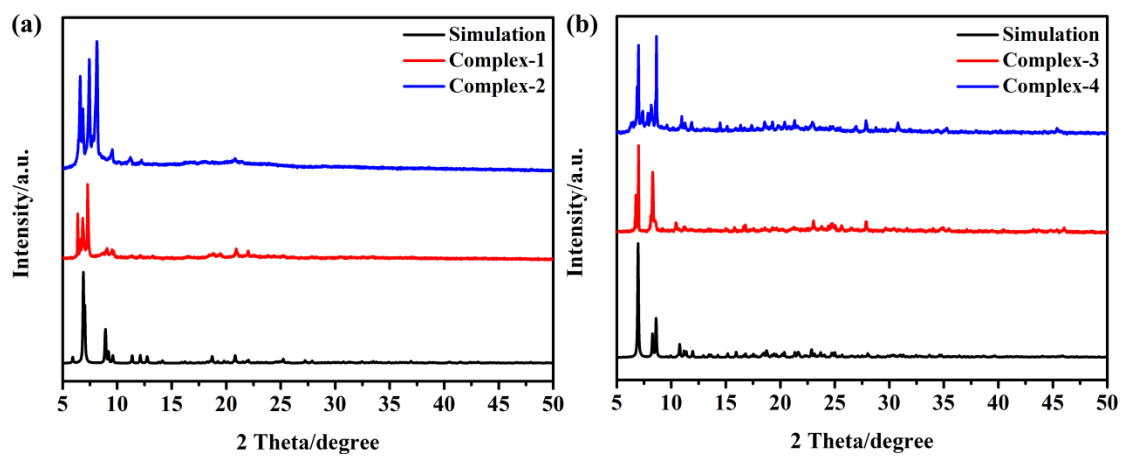 (a)
Simulation
Complex-1
Complex-2
Intensity/a.u.
5 10 15 20 25 30 35 40 45 50
2 Theta/degree
(b)
Simulation
Complex-3
Complex-4
Intensity/a.u.
5 10 15 20 25 30 35 40 45 50
2 Theta/degree